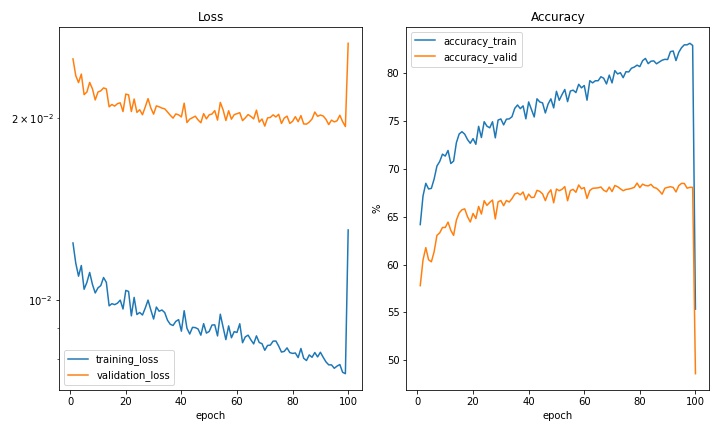 Loss
2 × 10⁻²
10⁻²
training_loss
validation_loss
0 20 40 60 80 100
epoch
Accuracy
accuracy_train
accuracy_valid
80
75
70
65
60
55
50
%
0 20 40 60 80 100
epoch